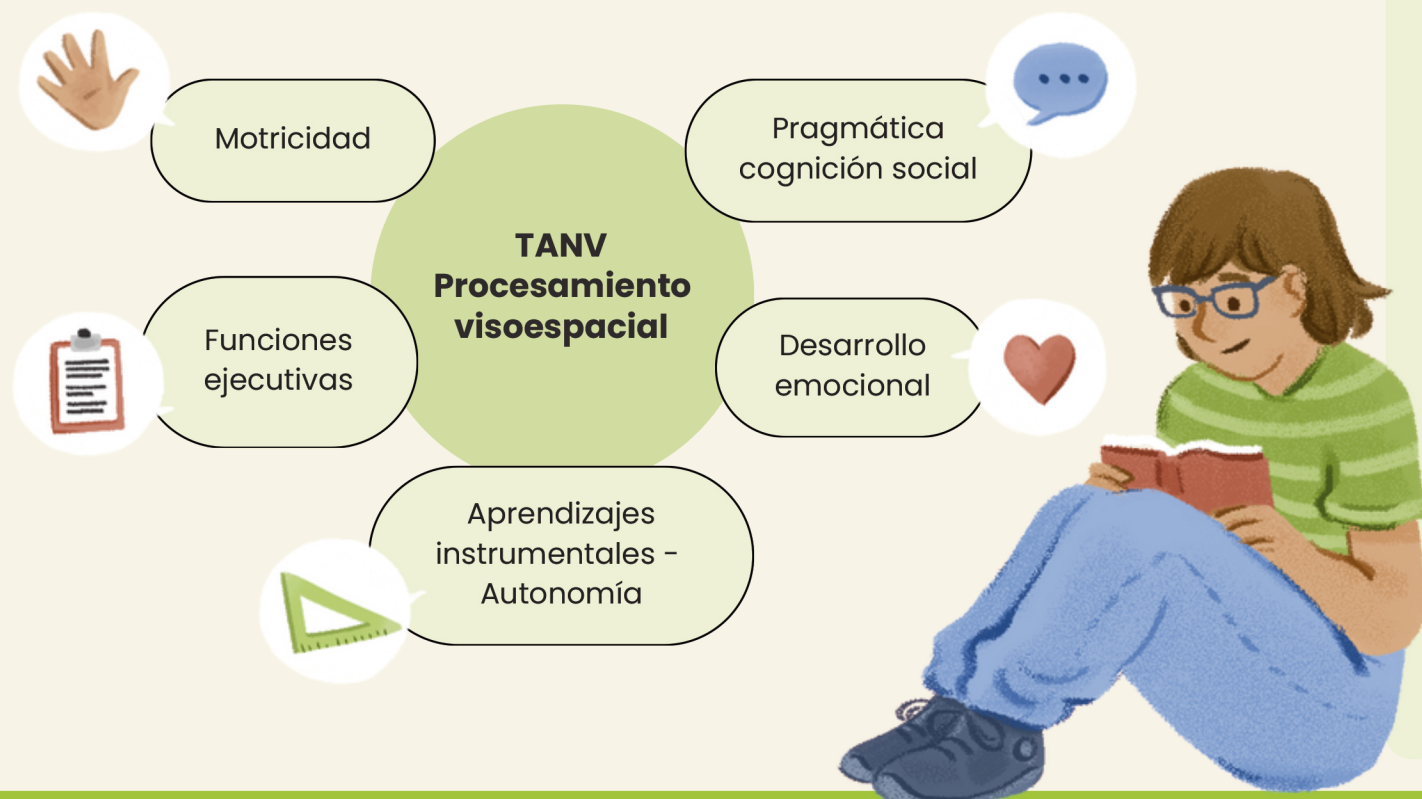 Motricidad
Pragmática
cognición social
TANV
Procesamiento
visoespacial
Funciones
ejecutivas
Desarrollo
emocional
Aprendizajes
instrumentales -
Autonomía